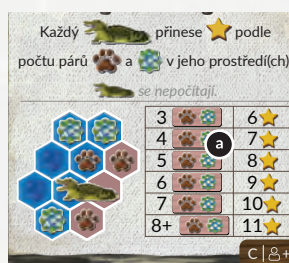 Každý přinese podle
počtu párů a v jeho prostředí(ch)
se nepočítají.
3 6
4 a 7
5 8
6 9
7 10
8+ 11
C | +